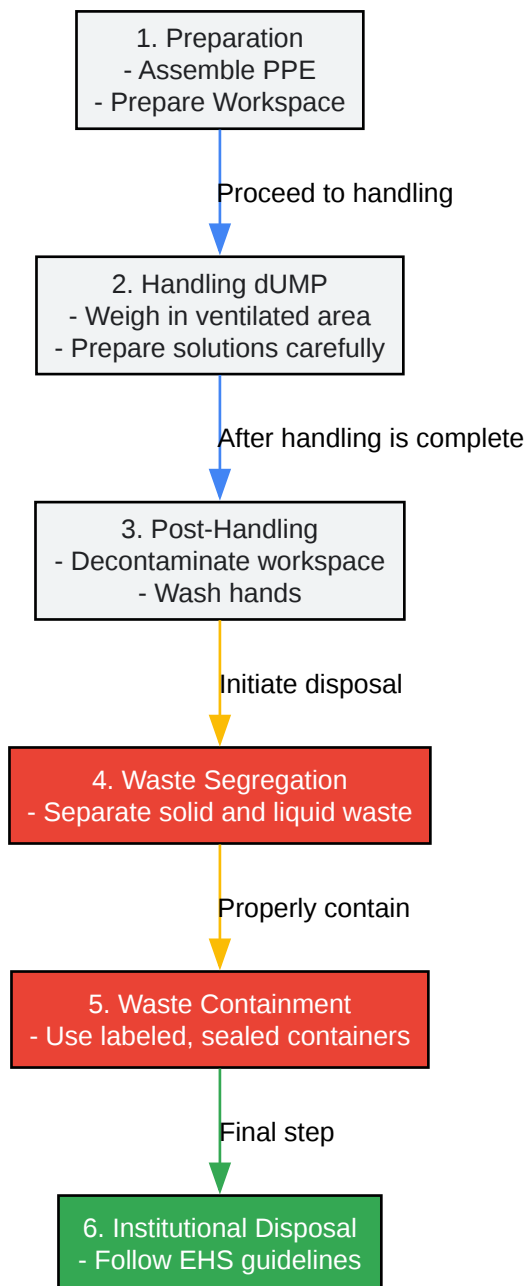 1. Preparation
- Assemble PPE
- Prepare Workspace
Proceed to handling
2. Handling dUMP
- Weigh in ventilated area
- Prepare solutions carefully
After handling is complete
3. Post-Handling
- Decontaminate workspace
- Wash hands
Initiate disposal
4. Waste Segregation
- Separate solid and liquid waste
Properly contain
5. Waste Containment
- Use labeled, sealed containers
Final step
6. Institutional Disposal
- Follow EHS guidelines